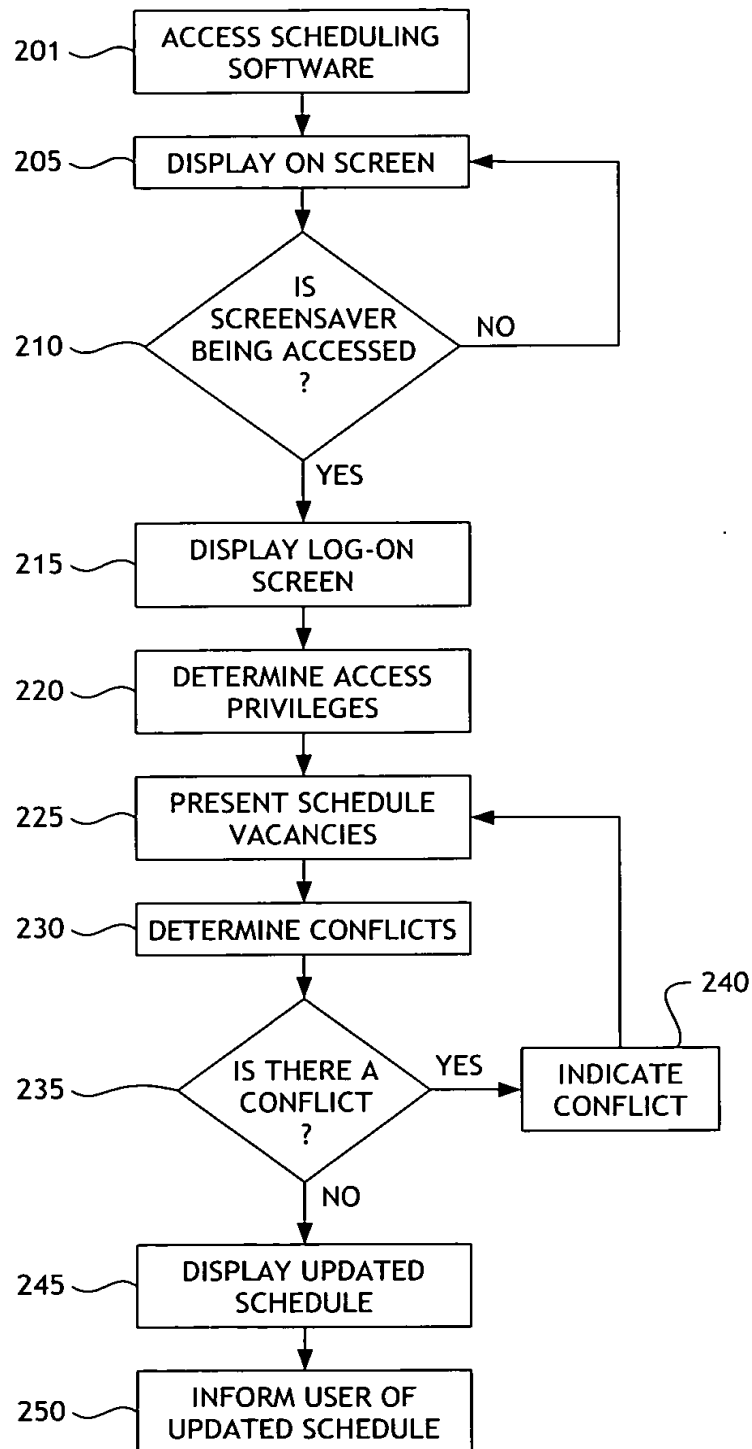 201
ACCESS SCHEDULING
SOFTWARE
205
DISPLAY ON SCREEN
210
IS
SCREENSAVER
BEING ACCESSED
?
NO
YES
215
DISPLAY LOG-ON
SCREEN
220
DETERMINE ACCESS
PRIVILEGES
225
PRESENT SCHEDULE
VACANCIES
230
DETERMINE CONFLICTS
235
IS THERE A
CONFLICT
?
YES
240
INDICATE
CONFLICT
NO
245
DISPLAY UPDATED
SCHEDULE
250
INFORM USER OF
UPDATED SCHEDULE